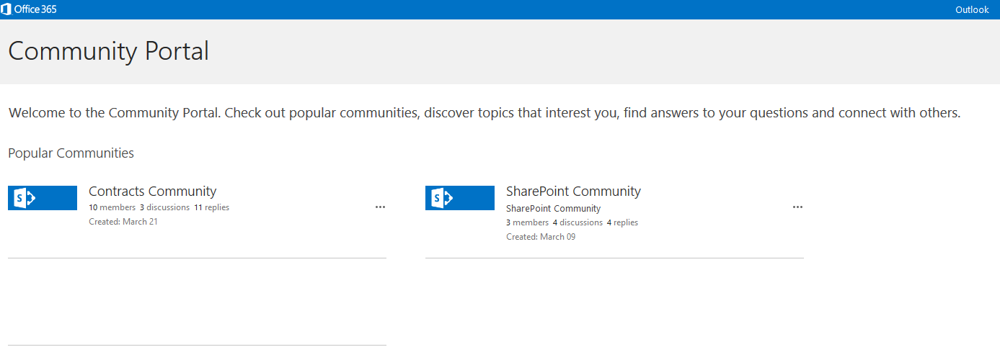 Office 365
Outlook
Community Portal
Welcome to the Community Portal. Check out popular communities, discover topics that interest you, find answers to your questions and connect with others.
Popular Communities
S
Contracts Community
10 members 3 discussions 11 replies
Created: March 21
...
S
SharePoint Community
SharePoint Community
3 members 4 discussions 4 replies
Created: March 09
...